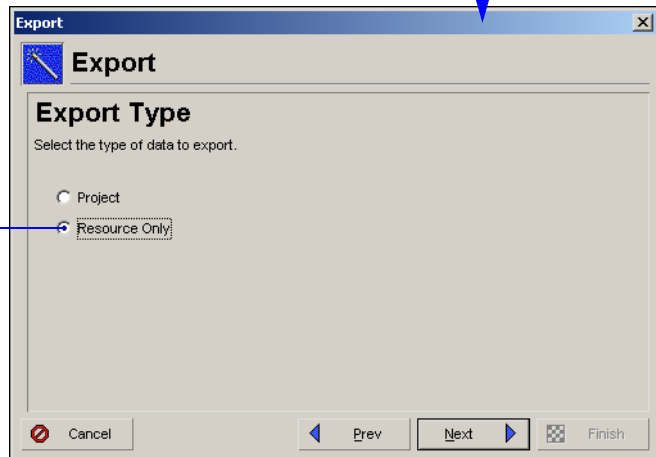 Export
Export
Export Type
Select the type of data to export.
Project
Resource Only
Cancel
Prev
Next
Finish